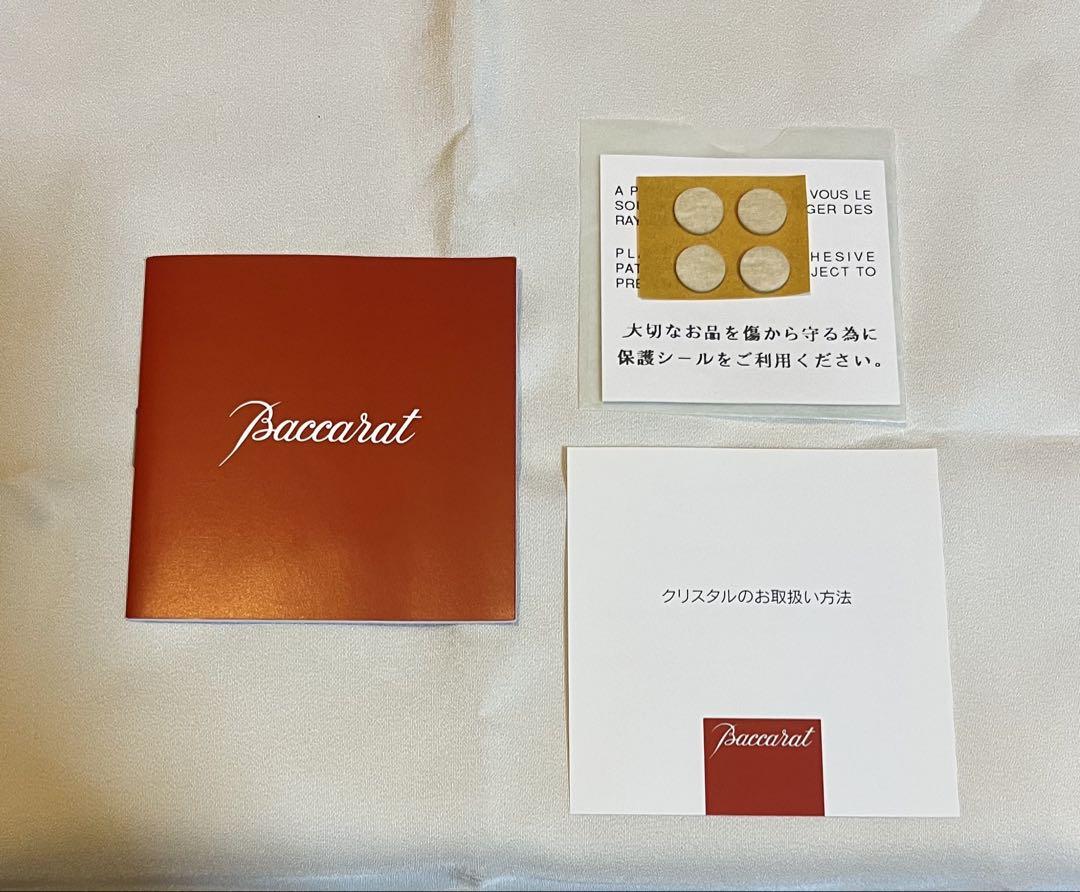 Baccarat
A P VOUS LE
SOU GER DES
RAY
PLA HESIVE
PAT JECT TO
PRE
大切なお品を傷から守る為に
保護シールをご利用ください。
クリスタルのお取扱い方法
Baccarat